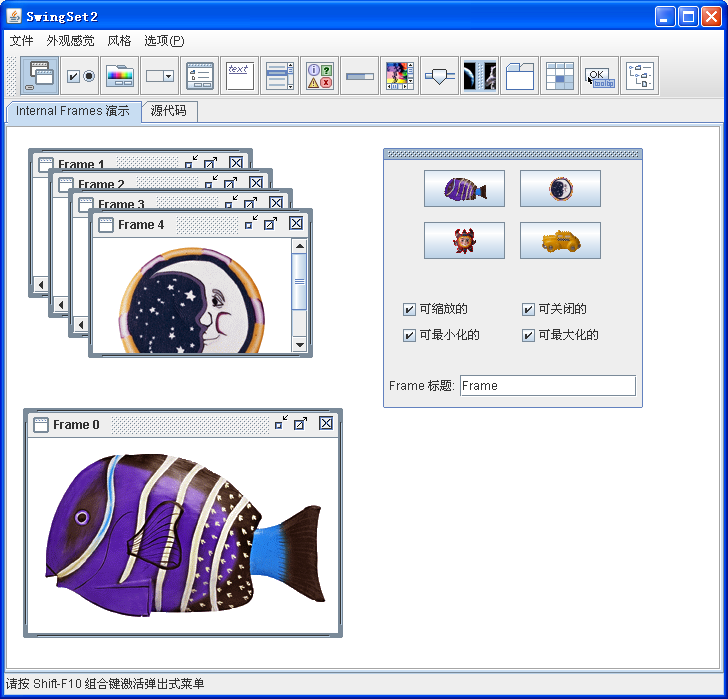 SwingSet2
文件 外观感觉 风格 选项(P)
text OK tooltip
Internal Frames 演示 源代码
Frame 1
Frame 2
Frame 3
Frame 4
可缩放的 可关闭的
可最小化的 可最大化的
Frame 标题: Frame
Frame 0
请按 Shift-F10 组合键激活弹出式菜单